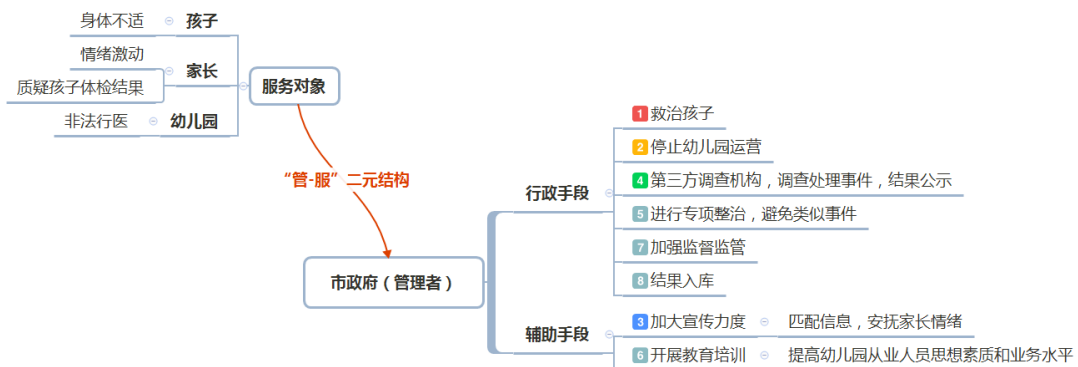 身体不适
孩子
情绪激动
家长
质疑孩子体检结果
服务对象
非法行医
幼儿园
“管-服”二元结构
市政府（管理者）
行政手段
1 救治孩子
2 停止幼儿园运营
4 第三方调查机构，调查处理事件，结果公示
5 进行专项整治，避免类似事件
7 加强监督监管
8 结果入库
辅助手段
3 加大宣传力度
匹配信息，安抚家长情绪
6 开展教育培训
提高幼儿园从业人员思想素质和业务水平